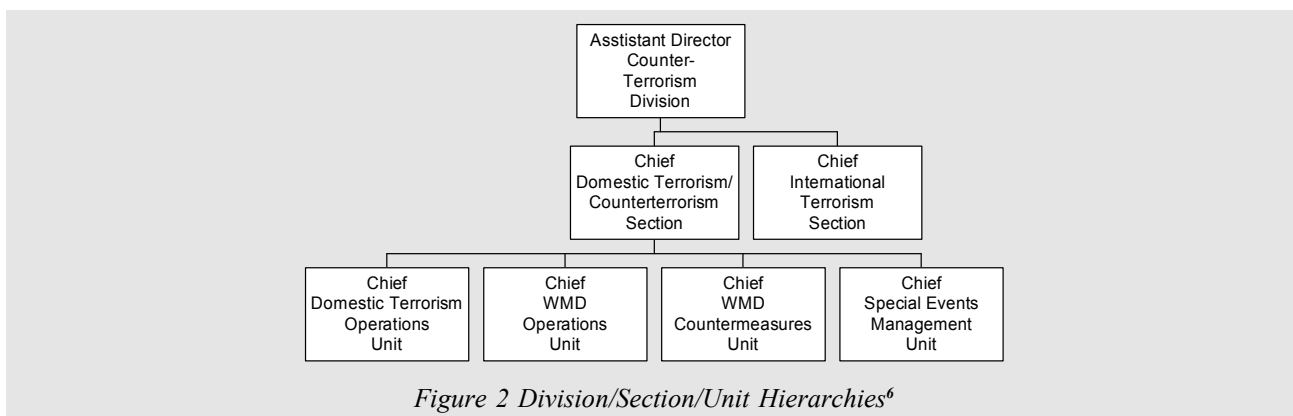 Asstistant Director
Counter-
Terrorism
Division
Chief
Domestic Terrorism/
Counterterrorism
Section
Chief
International
Terrorism
Section
Chief
Domestic Terrorism
Operations
Unit
Chief
WMD
Operations
Unit
Chief
WMD
Countermeasures
Unit
Chief
Special Events
Management
Unit
Figure 2 Division/Section/Unit Hierarchies⁶